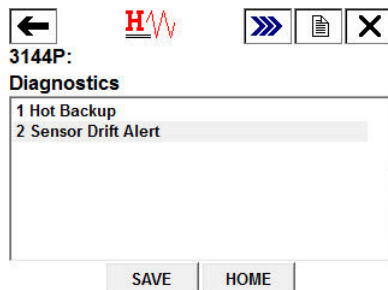 H
3144P:
Diagnostics
1 Hot Backup
2 Sensor Drift Alert
SAVE HOME